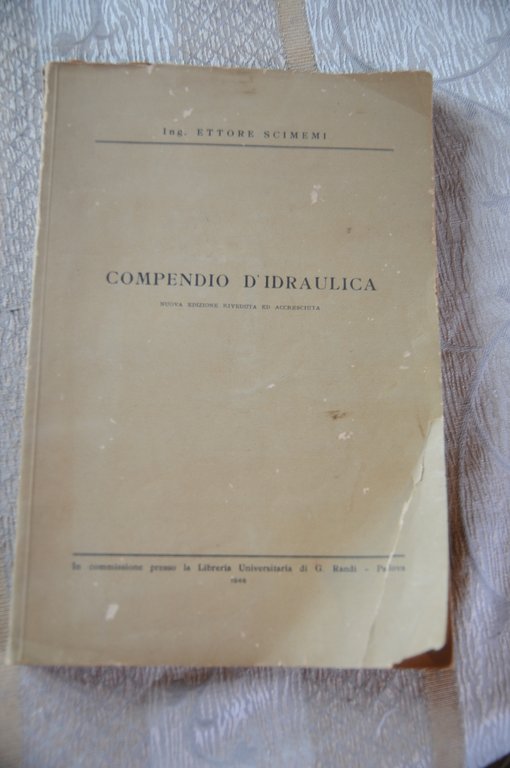 Ing. ETTORE SCIMEMI
COMPENDIO D'IDRAULICA
NUOVA EDIZIONE RIVEDUTA ED ACCRESCIUTA
In commissione presso la Libreria Universitaria di G. Randi - Padova